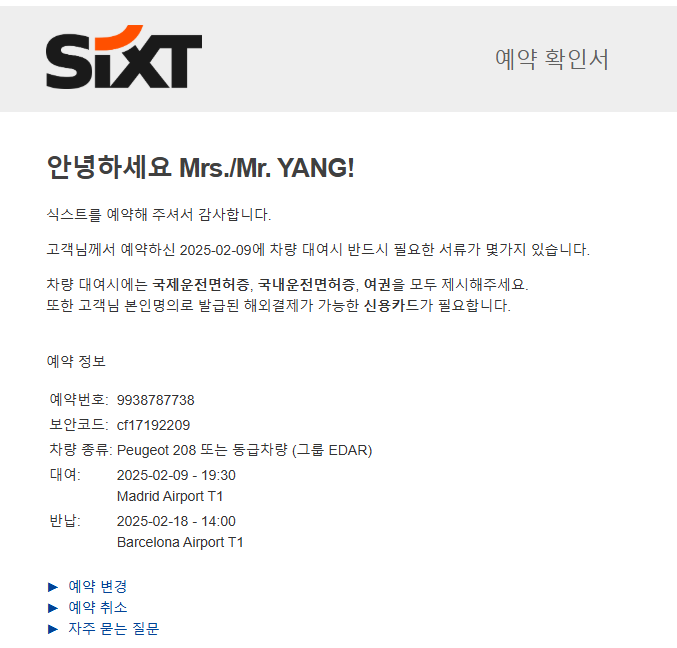 SIXT
예약 확인서
안녕하세요 Mrs./Mr. YANG!
식스트를 예약해 주셔서 감사합니다.
고객님께서 예약하신 2025-02-09에 차량 대여시 반드시 필요한 서류가 몇가지 있습니다.
차량 대여시에는 국제운전면허증, 국내운전면허증, 여권을 모두 제시해주세요.
또한 고객님 본인명의로 발급된 해외결제가 가능한 신용카드가 필요합니다.
예약 정보
예약번호: 9938787738
보안코드: cf17192209
차량 종류: Peugeot 208 또는 동급차량 (그룹 EDAR)
대여: 2025-02-09 - 19:30
Madrid Airport T1
반납: 2025-02-18 - 14:00
Barcelona Airport T1
► 예약 변경
► 예약 취소
► 자주 묻는 질문